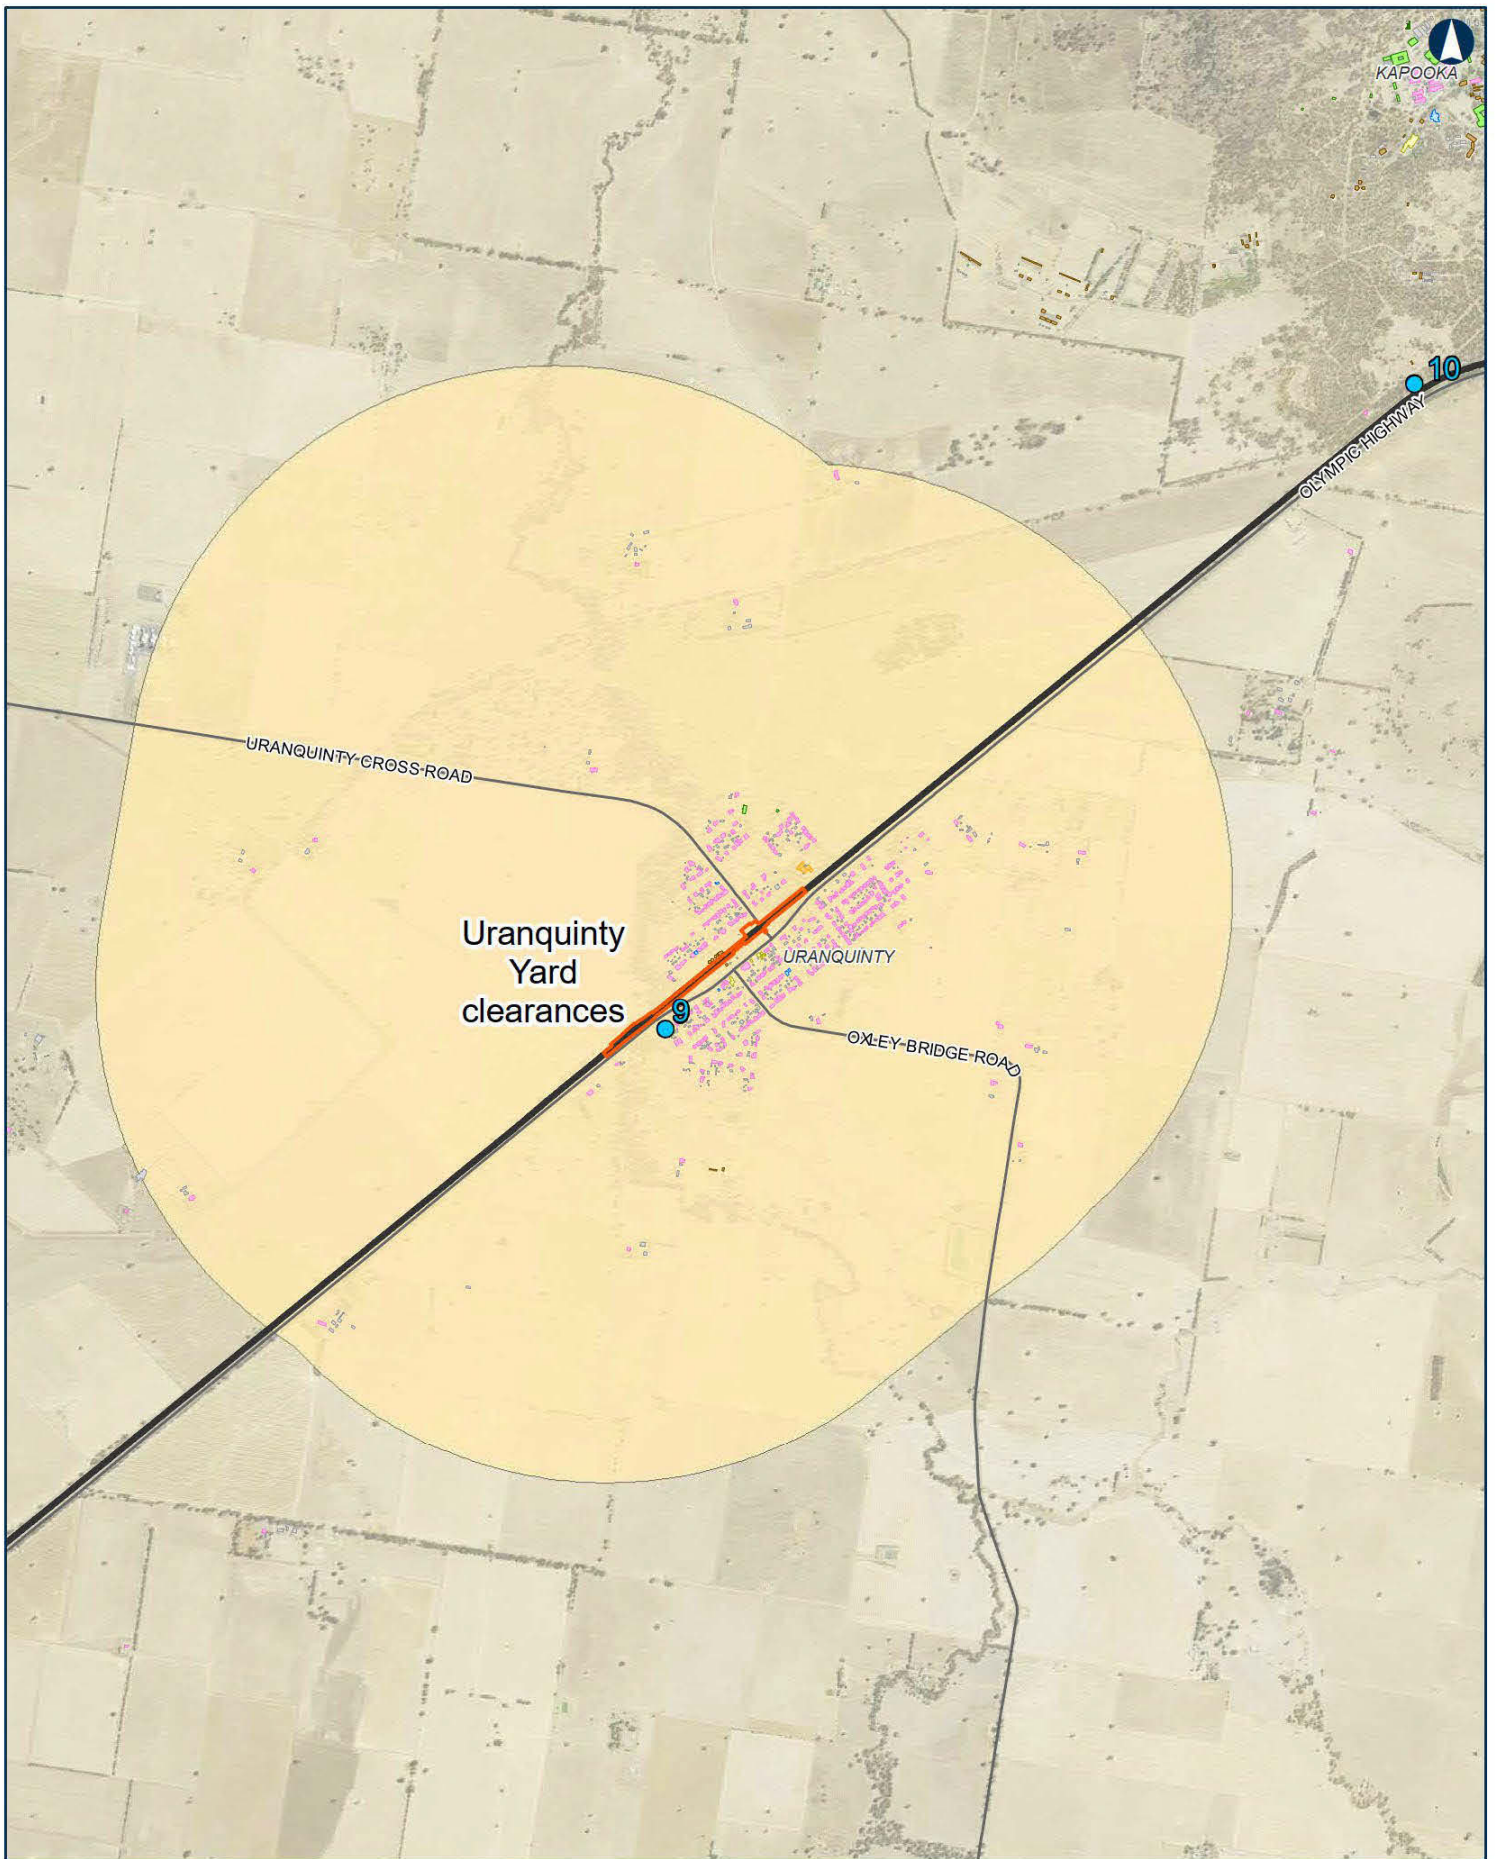 KAPOOKA
10
OLYMPIC HIGHWAY
URANQUINTY CROSS ROAD
Uranquinty
Yard
clearances
URANQUINTY
9
OXLEY BRIDGE ROAD